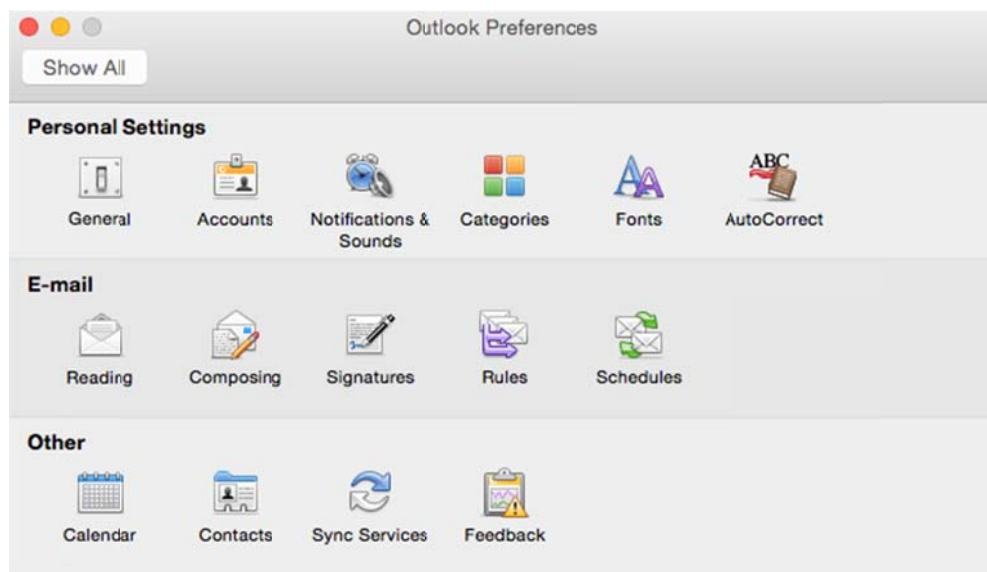 Outlook Preferences
Show All
Personal Settings
General Accounts Notifications & Sounds Categories Fonts AutoCorrect
ABC
E-mail
Reading Composing Signatures Rules Schedules
Other
Calendar Contacts Sync Services Feedback